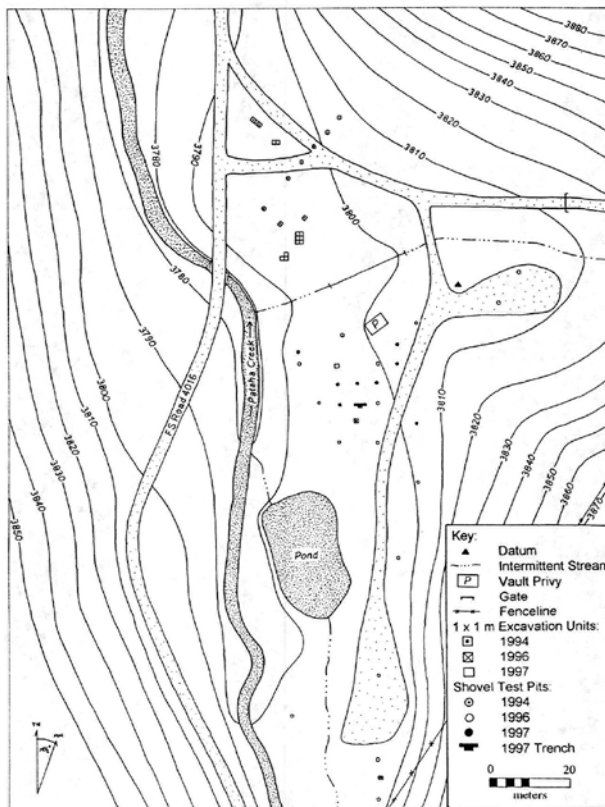 3880
3870
3860
3850
3840
3830
3820
3810
3780
3790
3800
3780
P
3790
Pataha Creek
FS Road 4016
3800
3810
3820
3830
3840
3850
3810
3820
3830
3840
3850
3860
3870
Pond
Key:
Datum
Intermittent Stream
P Vault Privy
Gate
Fenceline
1 x 1 m Excavation Units:
1994
1996
1997
Shovel Test Pits:
1994
1996
1997
1997 Trench
0 20
meters